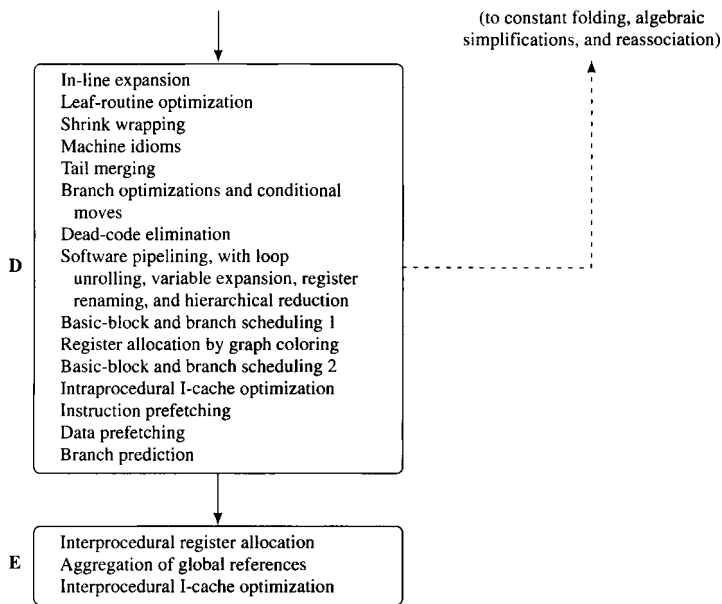 (to constant folding, algebraic
simplifications, and reassociation)
In-line expansion
Leaf-routine optimization
Shrink wrapping
Machine idioms
Tail merging
Branch optimizations and conditional
moves
Dead-code elimination
D
Software pipelining, with loop
unrolling, variable expansion, register
renaming, and hierarchical reduction
Basic-block and branch scheduling 1
Register allocation by graph coloring
Basic-block and branch scheduling 2
Intraprocedural I-cache optimization
Instruction prefetching
Data prefetching
Branch prediction
E
Interprocedural register allocation
Aggregation of global references
Interprocedural I-cache optimization